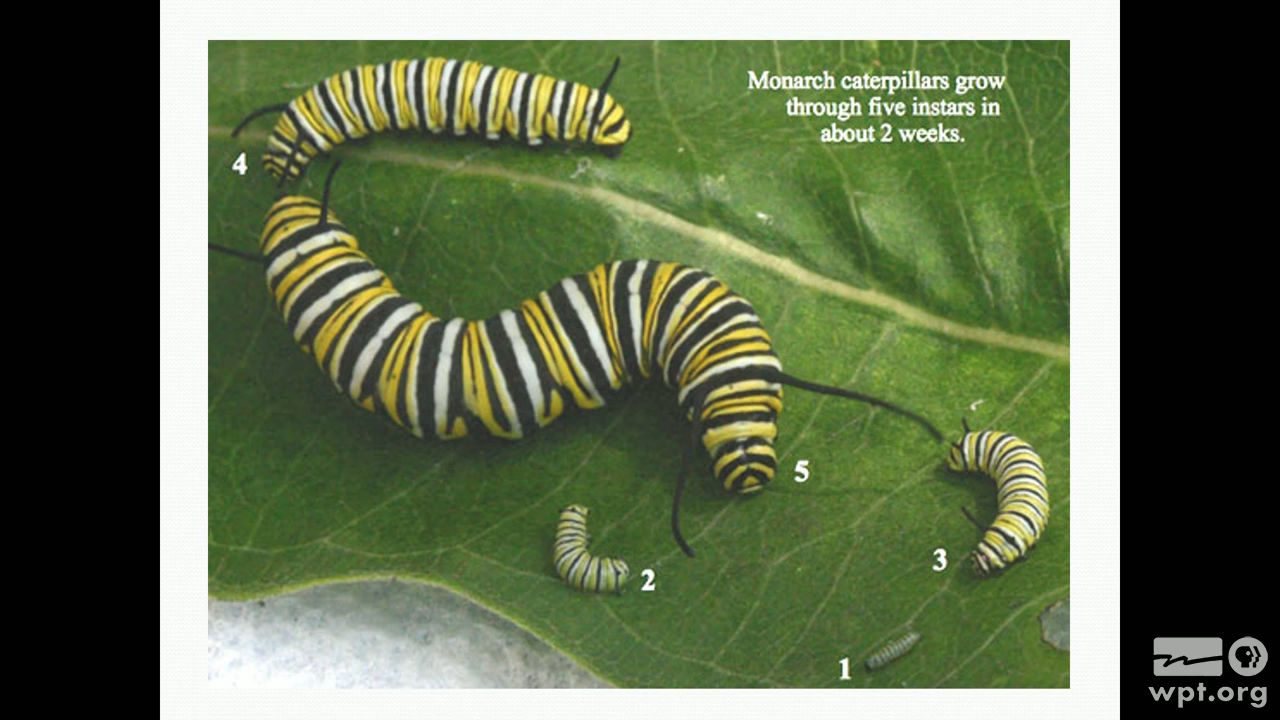 Monarch caterpillars grow
through five instars in
about 2 weeks.
4
5
3
2
1
wpt.org